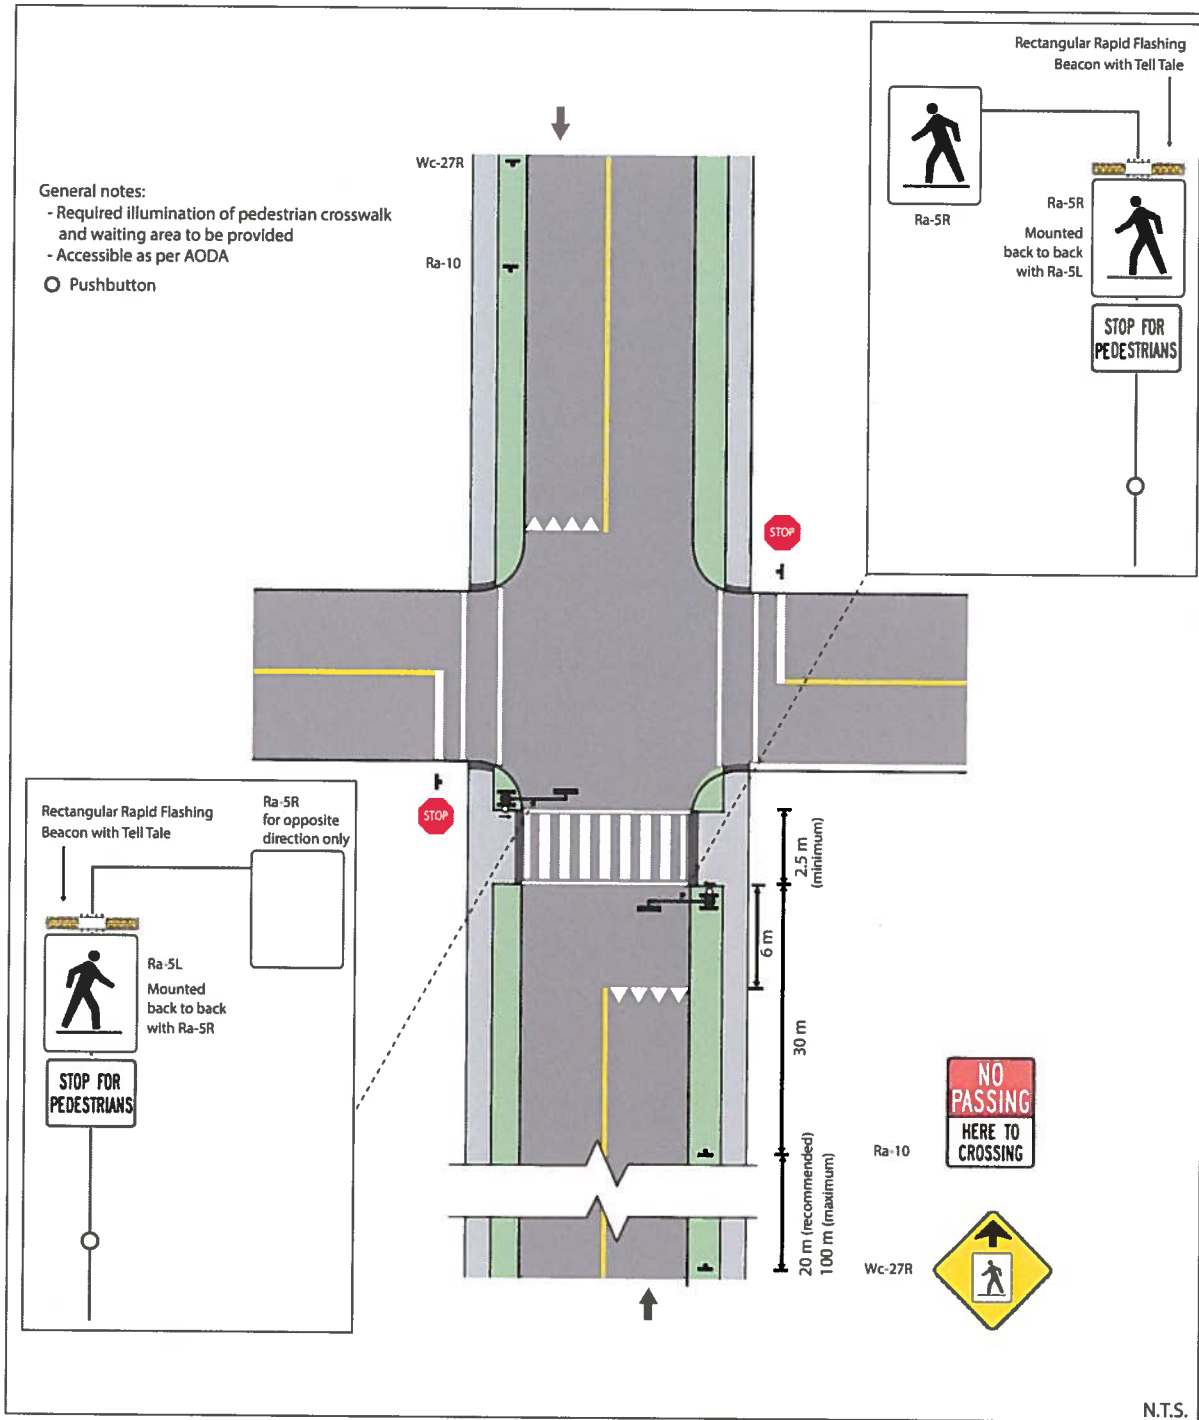 Rectangular Rapid Flashing
Beacon with Tell Tale
Ra-5R
Ra-5R
Mounted
back to back
with Ra-5L
STOP FOR
PEDESTRIANS
General notes:
- Required illumination of pedestrian crosswalk
and waiting area to be provided
- Accessible as per AODA
Pushbutton
Wc-27R
Ra-10
STOP
STOP
Rectangular Rapid Flashing
Beacon with Tell Tale
Ra-5R
for opposite
direction only
Ra-5L
Mounted
back to back
with Ra-5R
STOP FOR
PEDESTRIANS
2.5 m
(minimum)
6 m
30 m
20 m (recommended)
100 m (maximum)
Ra-10
NO
PASSING
HERE TO
CROSSING
Wc-27R
N.T.S.